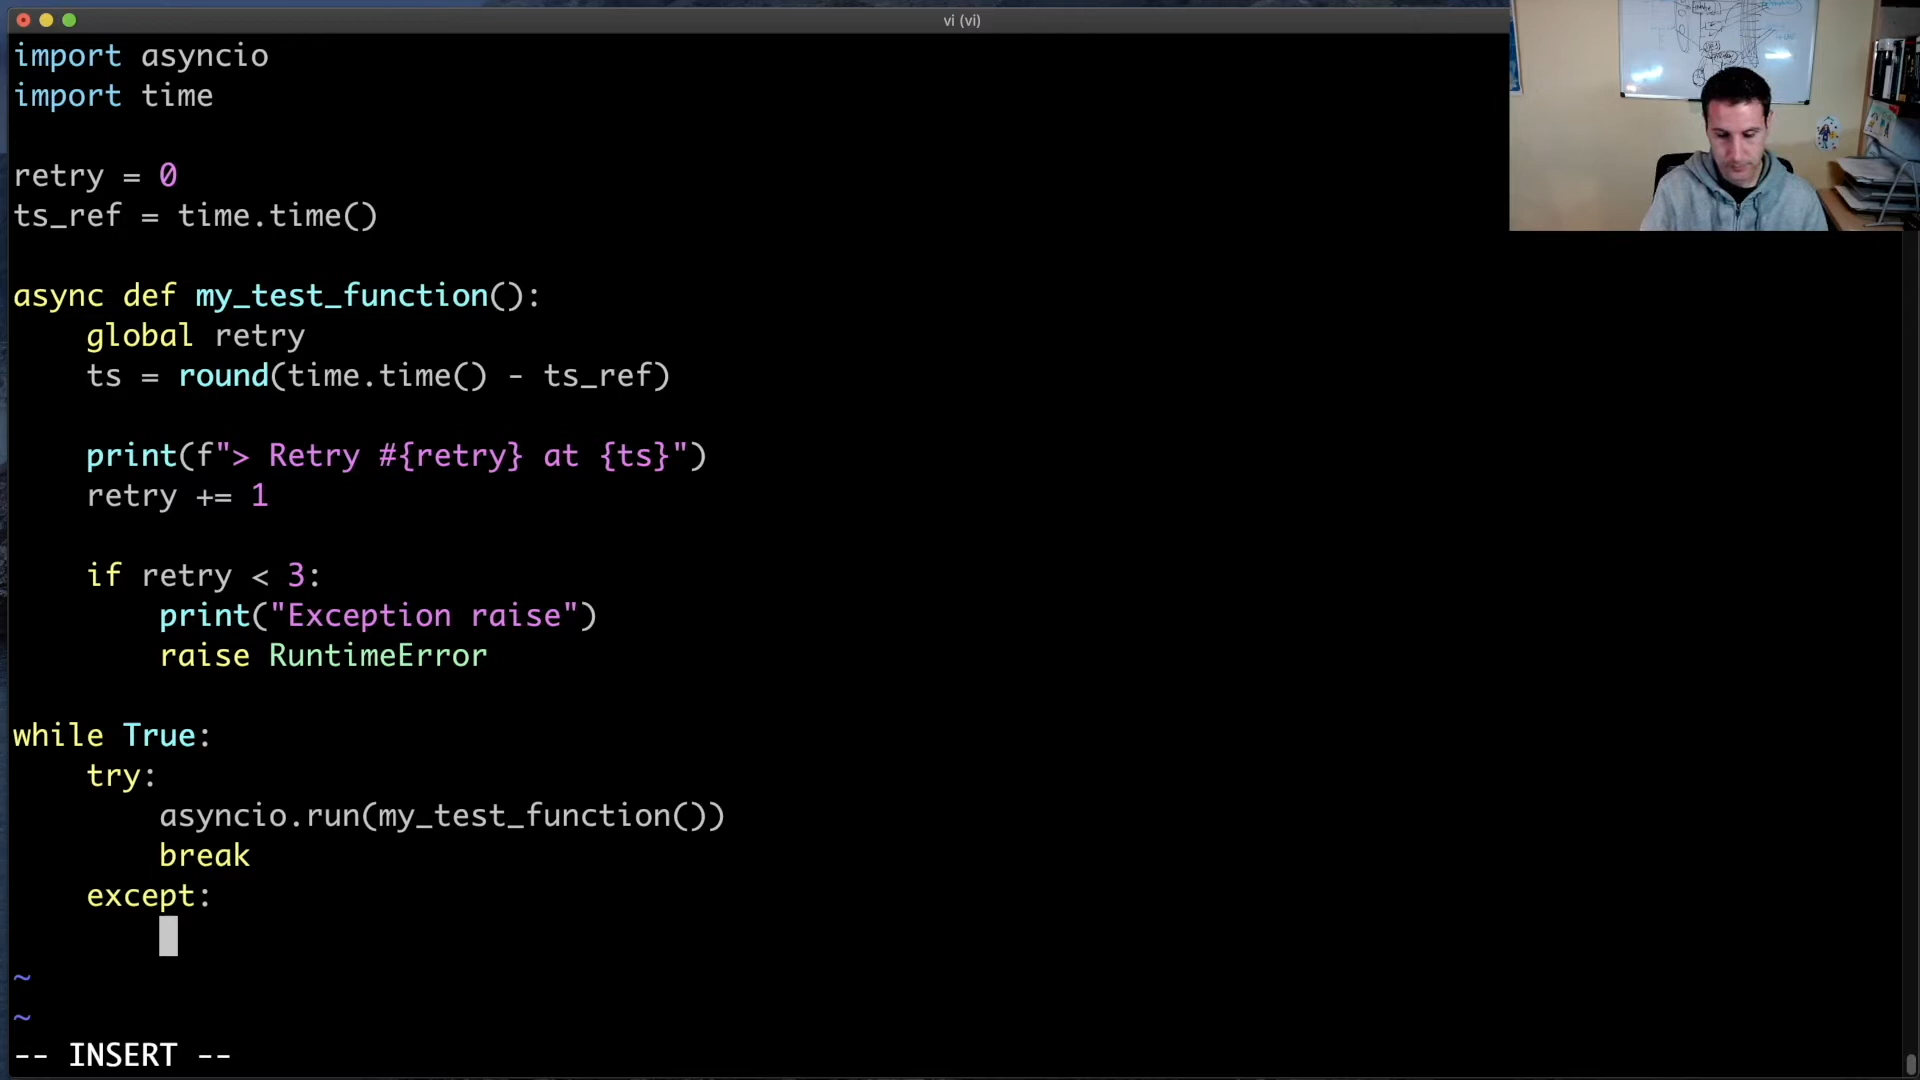 vi (vi)
import asyncio
import time
retry = 0
ts_ref = time.time()
async def my_test_function():
    global retry
    ts = round(time.time() - ts_ref)
    print(f"> Retry #{retry} at {ts}")
    retry += 1
    if retry < 3:
        print("Exception raise")
        raise RuntimeError
while True:
    try:
        asyncio.run(my_test_function())
        break
    except:
~
~
-- INSERT --